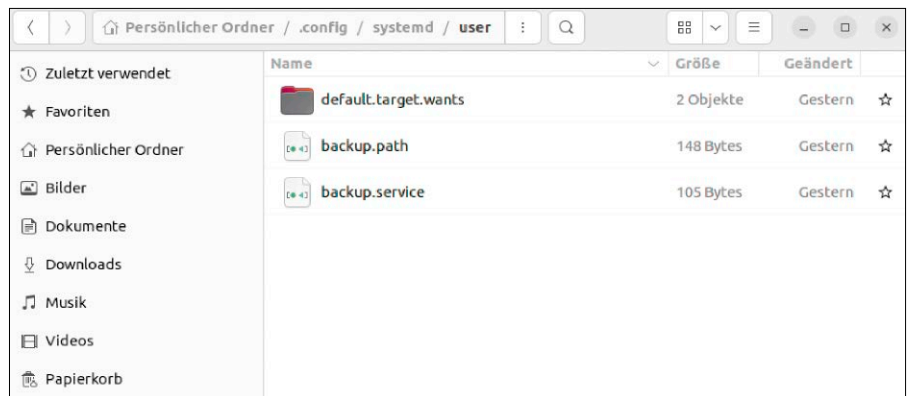 Persönlicher Ordner / .config / systemd / user
Zuletzt verwendet
Favoriten
Persönlicher Ordner
Bilder
Dokumente
Downloads
Musik
Videos
Papierkorb
Name Größe Geändert
default.target.wants 2 Objekte Gestern
backup.path 148 Bytes Gestern
backup.service 105 Bytes Gestern